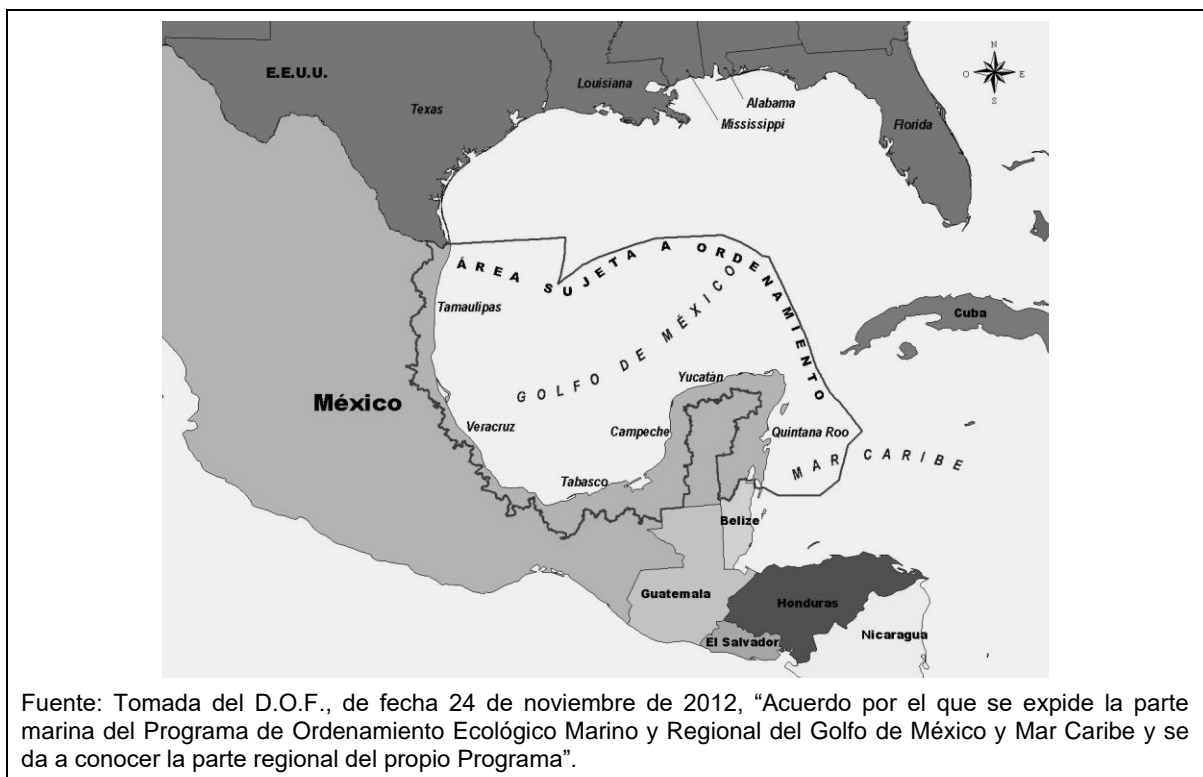 E.E.U.U.
Texas
Louisiana
Alabama
Mississippi
Florida
N
O
E
S
ÁREA SUJETA A ORDENAMIENTO
Tamaulipas
GOLFO DE MÉXICO
Cuba
México
Yucatán
Veracruz
Campeche
Quintana Roo
Tabasco
MAR CARIBE
Belize
Guatemala
Honduras
El Salvador
Nicaragua
Fuente: Tomada del D.O.F., de fecha 24 de noviembre de 2012, “Acuerdo por el que se expide la parte
marina del Programa de Ordenamiento Ecológico Marino y Regional del Golfo de México y Mar Caribe y se
da a conocer la parte regional del propio Programa”.